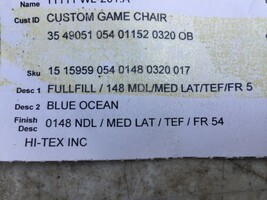 Name
Cust ID CUSTOM GAME CHAIR
35 49051 054 01152 0320 OB
Sku 15 15959 054 0148 0320 017
Desc 1 FULLFILL / 148 MDL/MED LAT/TEF/FR 5
Desc 2 BLUE OCEAN
Finish Desc 0148 NDL / MED LAT / TEF / FR 54
HI-TEX INC